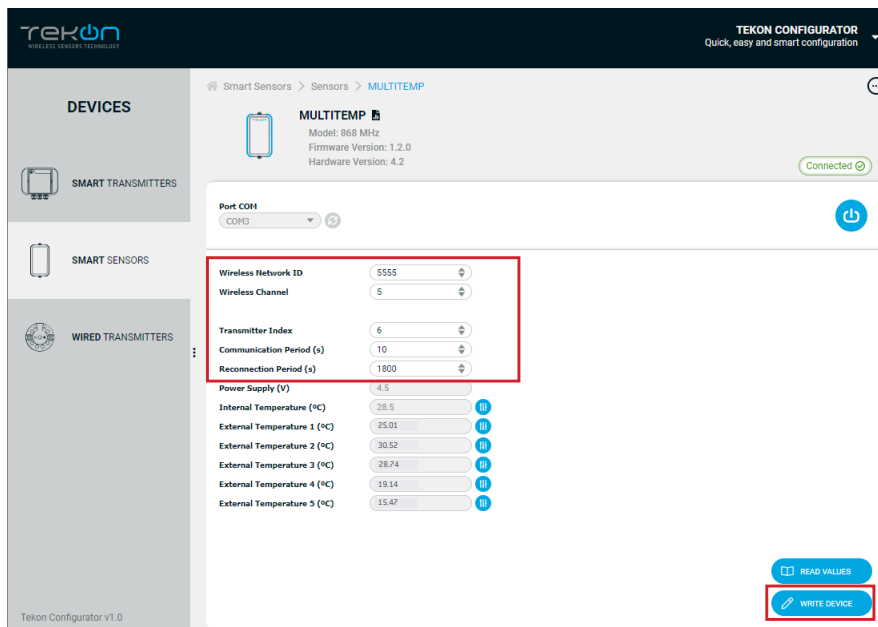 TEKON
WIRELESS SENSORS TECHNOLOGY
TEKON CONFIGURATOR
Quick, easy and smart configuration
DEVICES
SMART TRANSMITTERS
SMART SENSORS
WIRED TRANSMITTERS
Tekon Configurator v1.0
Smart Sensors > Sensors > MULTITEMP
MULTITEMP
Model: 868 MHz
Firmware Version: 1.2.0
Hardware Version: 4.2
Connected
Port COM
COM3
Wireless Network ID 5555
Wireless Channel 5
Transmitter Index 6
Communication Period (s) 10
Reconnection Period (s) 1800
Power Supply (V) 4.5
Internal Temperature (ºC) 28.5
External Temperature 1 (ºC) 25.01
External Temperature 2 (ºC) 30.52
External Temperature 3 (ºC) 28.74
External Temperature 4 (ºC) 19.14
External Temperature 5 (ºC) 15.47
READ VALUES
WRITE DEVICE